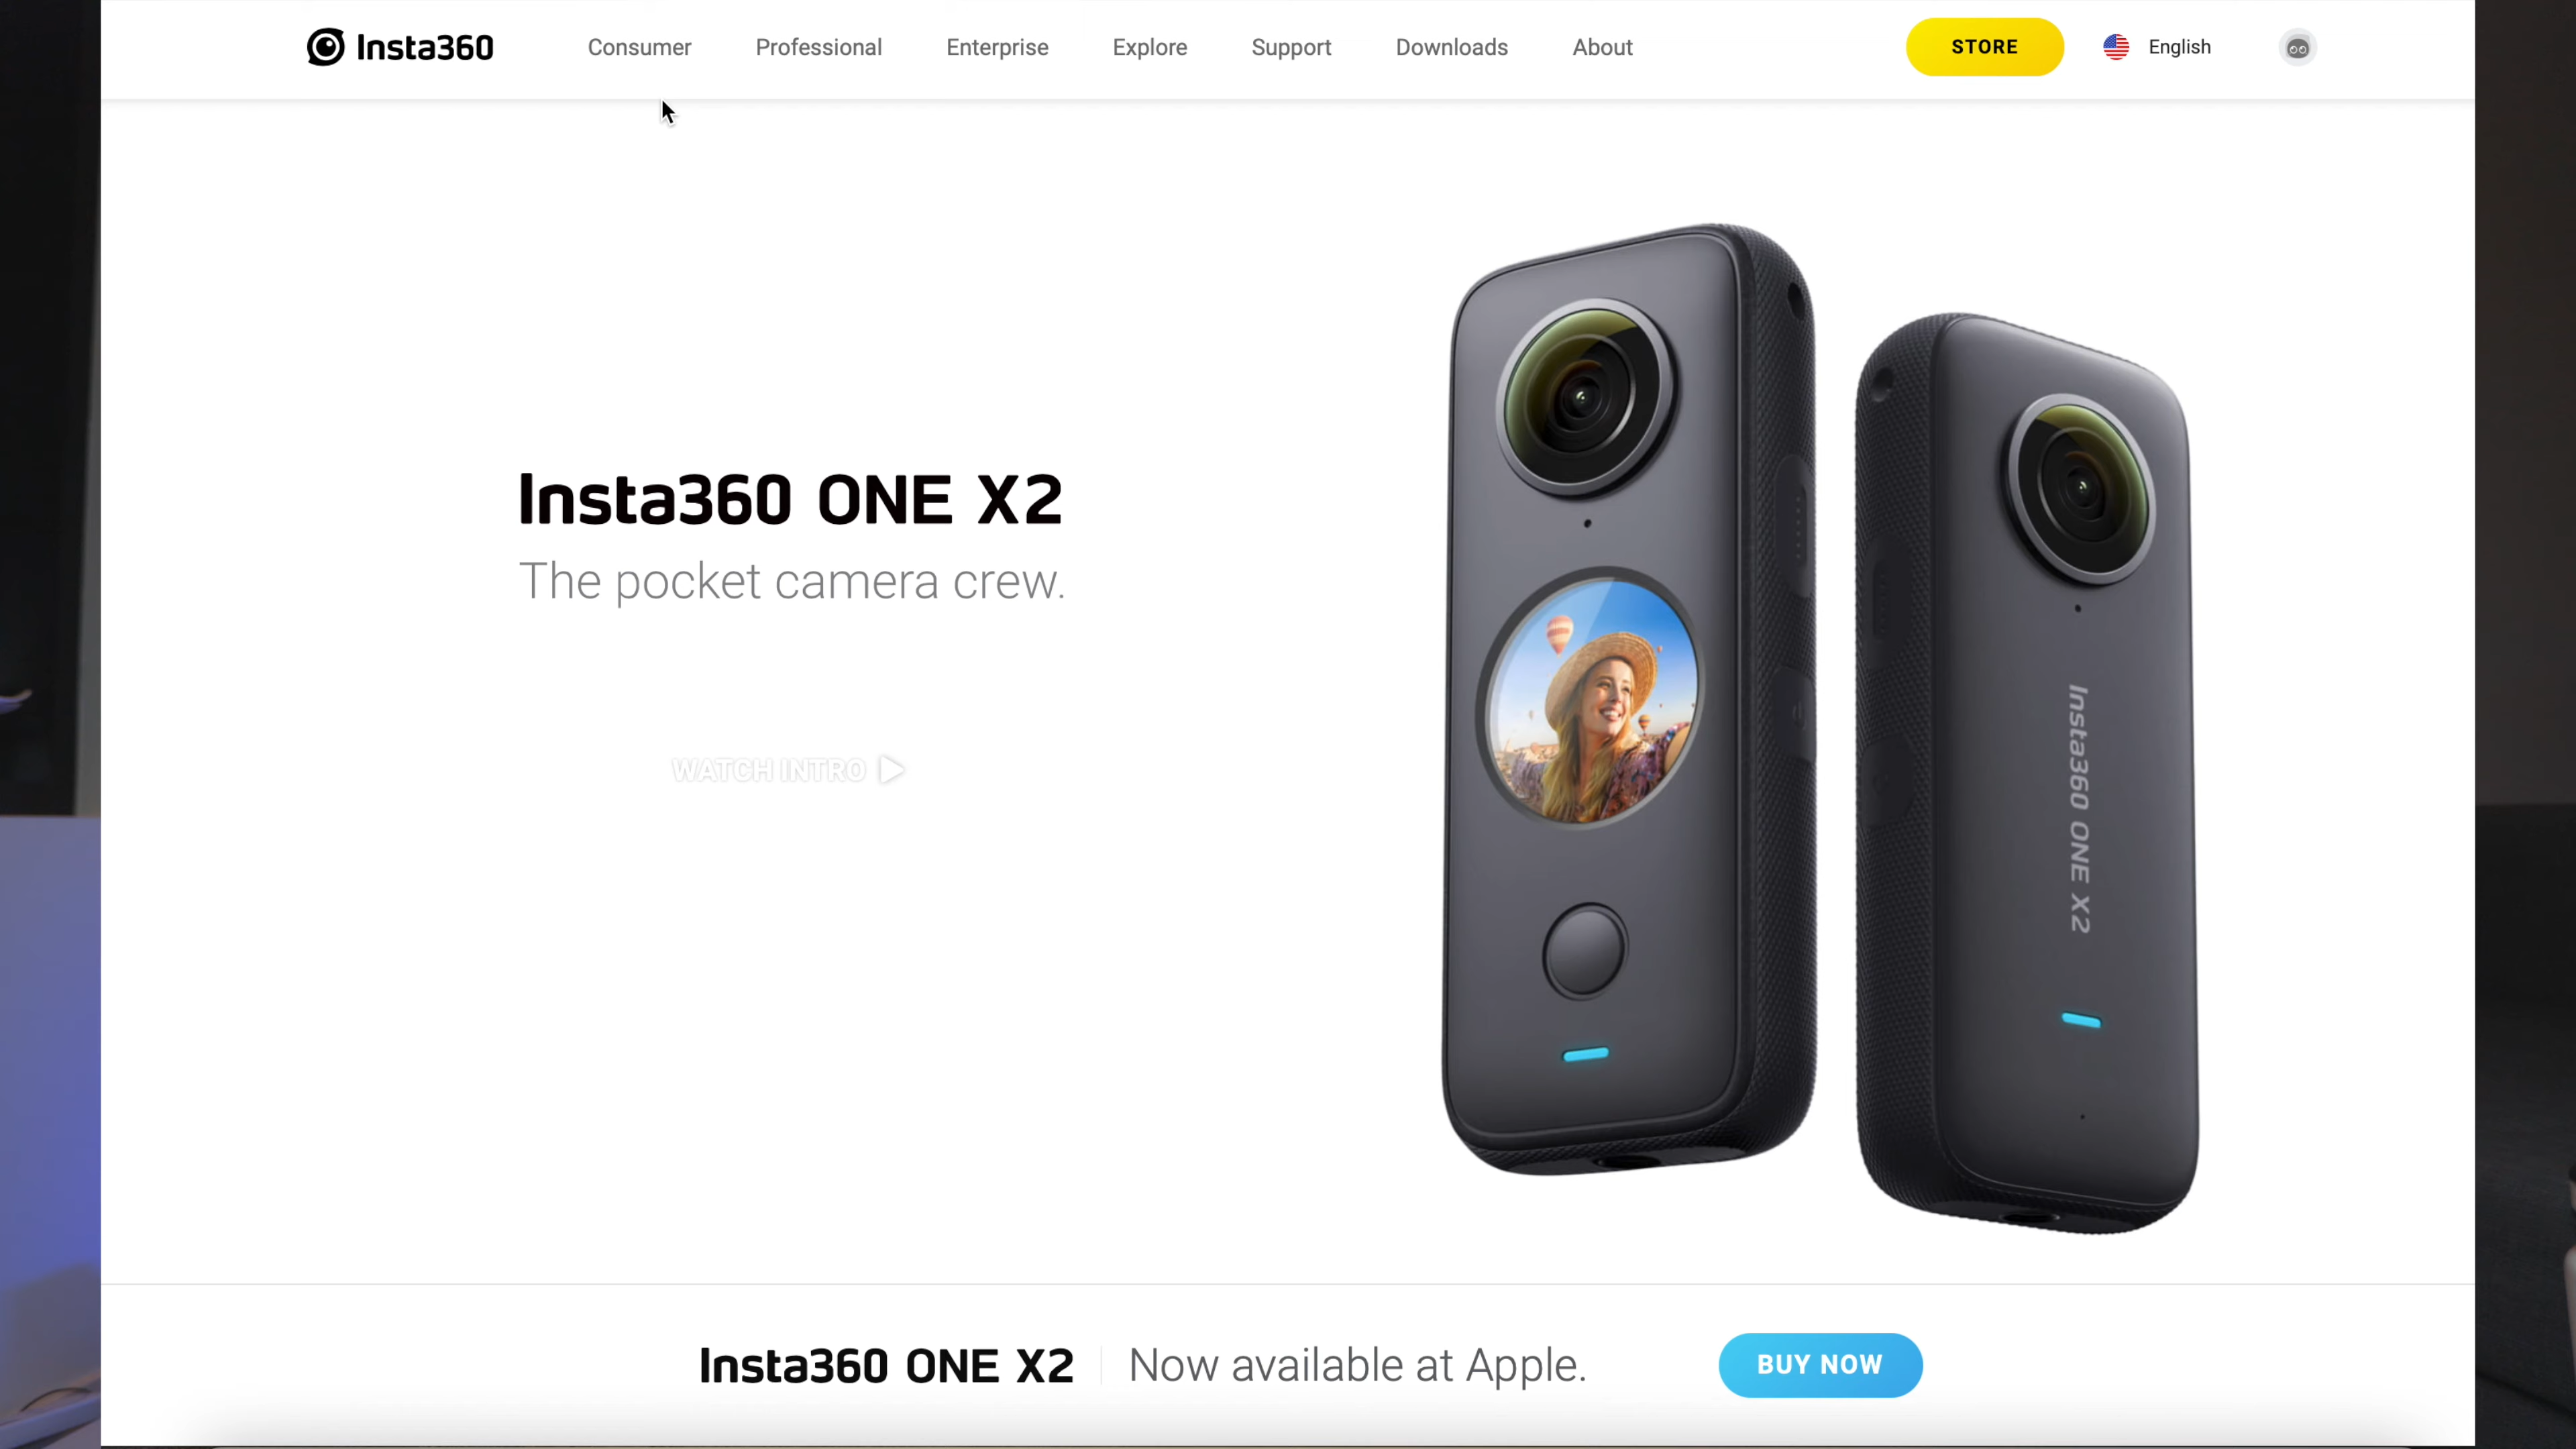 Insta360
Consumer
Professional
Enterprise
Explore
Support
Downloads
About
STORE
English
Insta360 ONE X2
The pocket camera crew.
WATCH INTRO
Insta360 ONE X2
Insta360 ONE X2
Now available at Apple.
BUY NOW